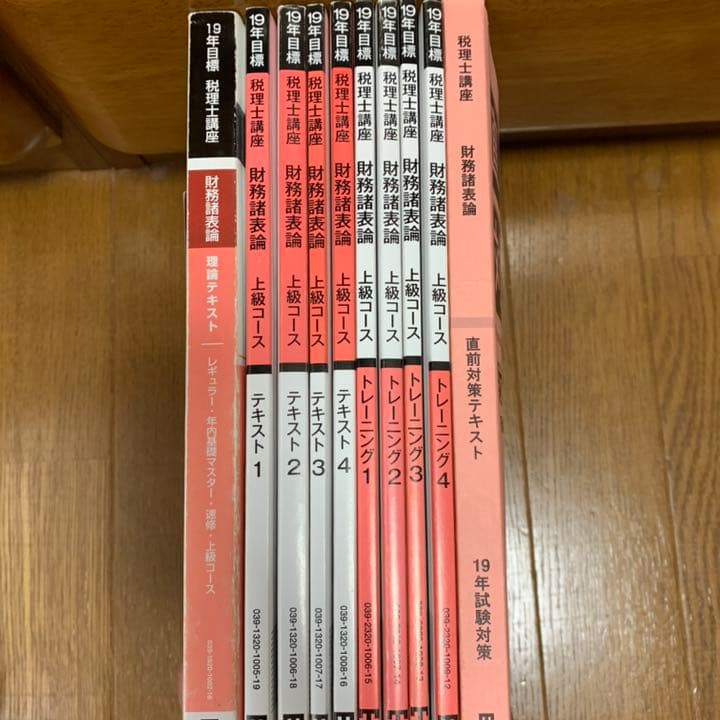 19年目標 税理士講座
財務諸表論
理論テキスト
レギュラー・年内基礎マスター・速修・上級コース
19年目標
税理士講座
財務諸表論
上級コース
テキスト1
039-1320-1005-19
19年目標
税理士講座
財務諸表論
上級コース
テキスト2
039-1320-1006-18
19年目標
税理士講座
財務諸表論
上級コース
テキスト3
039-1320-1007-17
19年目標
税理士講座
財務諸表論
上級コース
テキスト4
039-1320-1008-16
19年目標
税理士講座
財務諸表論
上級コース
トレーニング1
039-2320-1006-15
19年目標
税理士講座
財務諸表論
上級コース
トレーニング2
19年目標
税理士講座
財務諸表論
上級コース
トレーニング3
19年目標
税理士講座
財務諸表論
上級コース
トレーニング4
039-2320-1009-12
税理士講座
財務諸表論
直前対策テキスト
19年試験対策